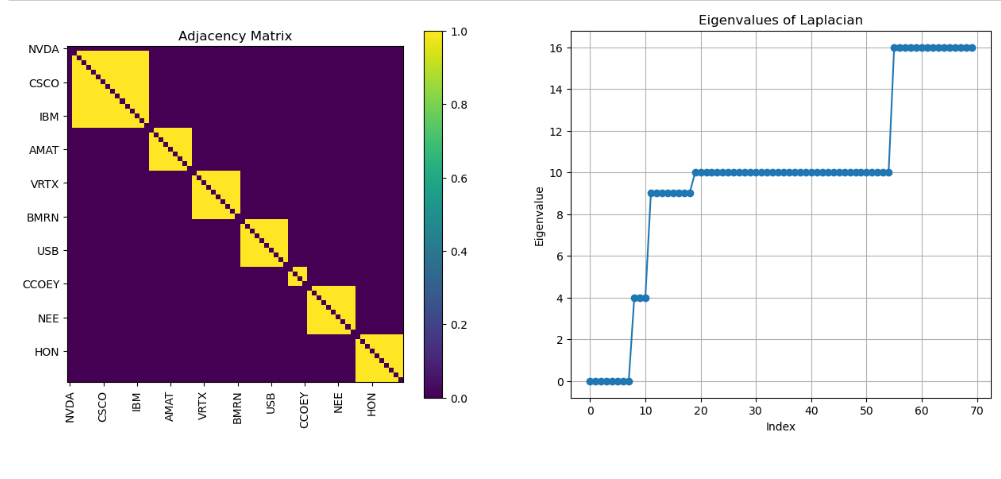 Adjacency Matrix
NVDA
CSCO
IBM
AMAT
VRTX
BMRN
USB
CCOEY
NEE
HON
NVDA
CSCO
IBM
AMAT
VRTX
BMRN
USB
CCOEY
NEE
HON
1.0
0.8
0.6
0.4
0.2
0.0
Eigenvalues of Laplacian
Eigenvalue
16
14
12
10
8
6
4
2
0
0 10 20 30 40 50 60 70
Index